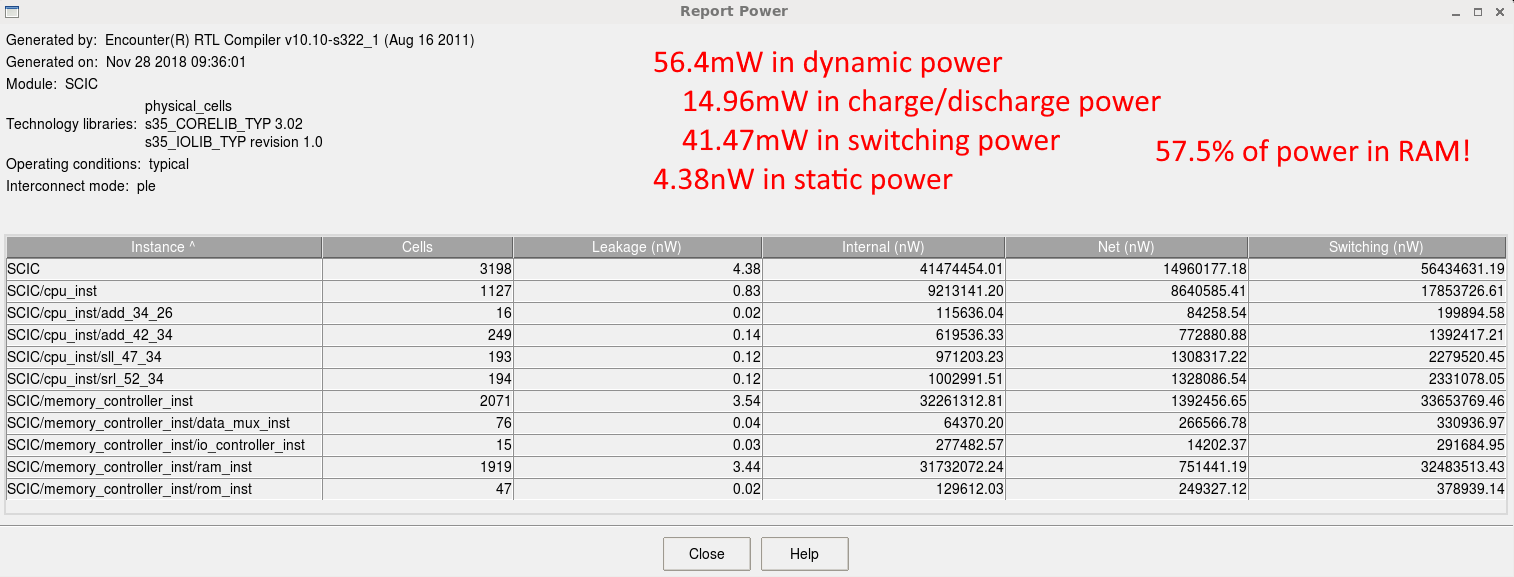 Report Power
Generated by: Encounter(R) RTL Compiler v10.10-s322_1 (Aug 16 2011)
Generated on: Nov 28 2018 09:36:01
Module: SCIC
physical_cells
Technology libraries: s35_CORELIB_TYP 3.02
s35_IOLIB_TYP revision 1.0
Operating conditions: typical
Interconnect mode: ple
56.4mW in dynamic power
14.96mW in charge/discharge power
41.47mW in switching power
4.38nW in static power
57.5% of power in RAM!
Instance ^ Cells Leakage (nW) Internal (nW) Net (nW) Switching (nW)
SCIC 3198 4.38 41474454.01 14960177.18 56434631.19
SCIC/cpu_inst 1127 0.83 9213141.20 8640585.41 17853726.61
SCIC/cpu_inst/add_34_26 16 0.02 115636.04 84258.54 199894.58
SCIC/cpu_inst/add_42_34 249 0.14 619536.33 772880.88 1392417.21
SCIC/cpu_inst/sll_47_34 193 0.12 971203.23 1308317.22 2279520.45
SCIC/cpu_inst/srl_52_34 194 0.12 1002991.51 1328086.54 2331078.05
SCIC/memory_controller_inst 2071 3.54 32261312.81 1392456.65 33653769.46
SCIC/memory_controller_inst/data_mux_inst 76 0.04 64370.20 266566.78 330936.97
SCIC/memory_controller_inst/io_controller_inst 15 0.03 277482.57 14202.37 291684.95
SCIC/memory_controller_inst/ram_inst 1919 3.44 31732072.24 751441.19 32483513.43
SCIC/memory_controller_inst/rom_inst 47 0.02 129612.03 249327.12 378939.14
Close Help